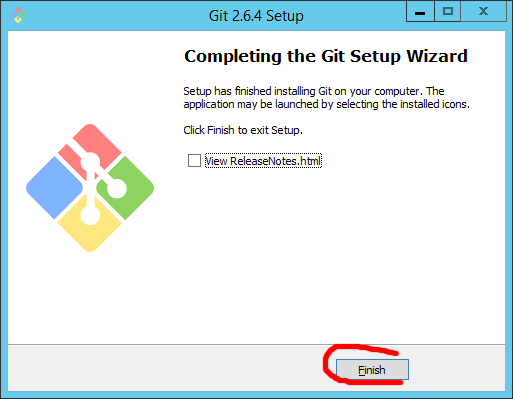 Git 2.6.4 Setup
Completing the Git Setup Wizard
Setup has finished installing Git on your computer. The
application may be launched by selecting the installed icons.
Click Finish to exit Setup.
View ReleaseNotes.html
Finish